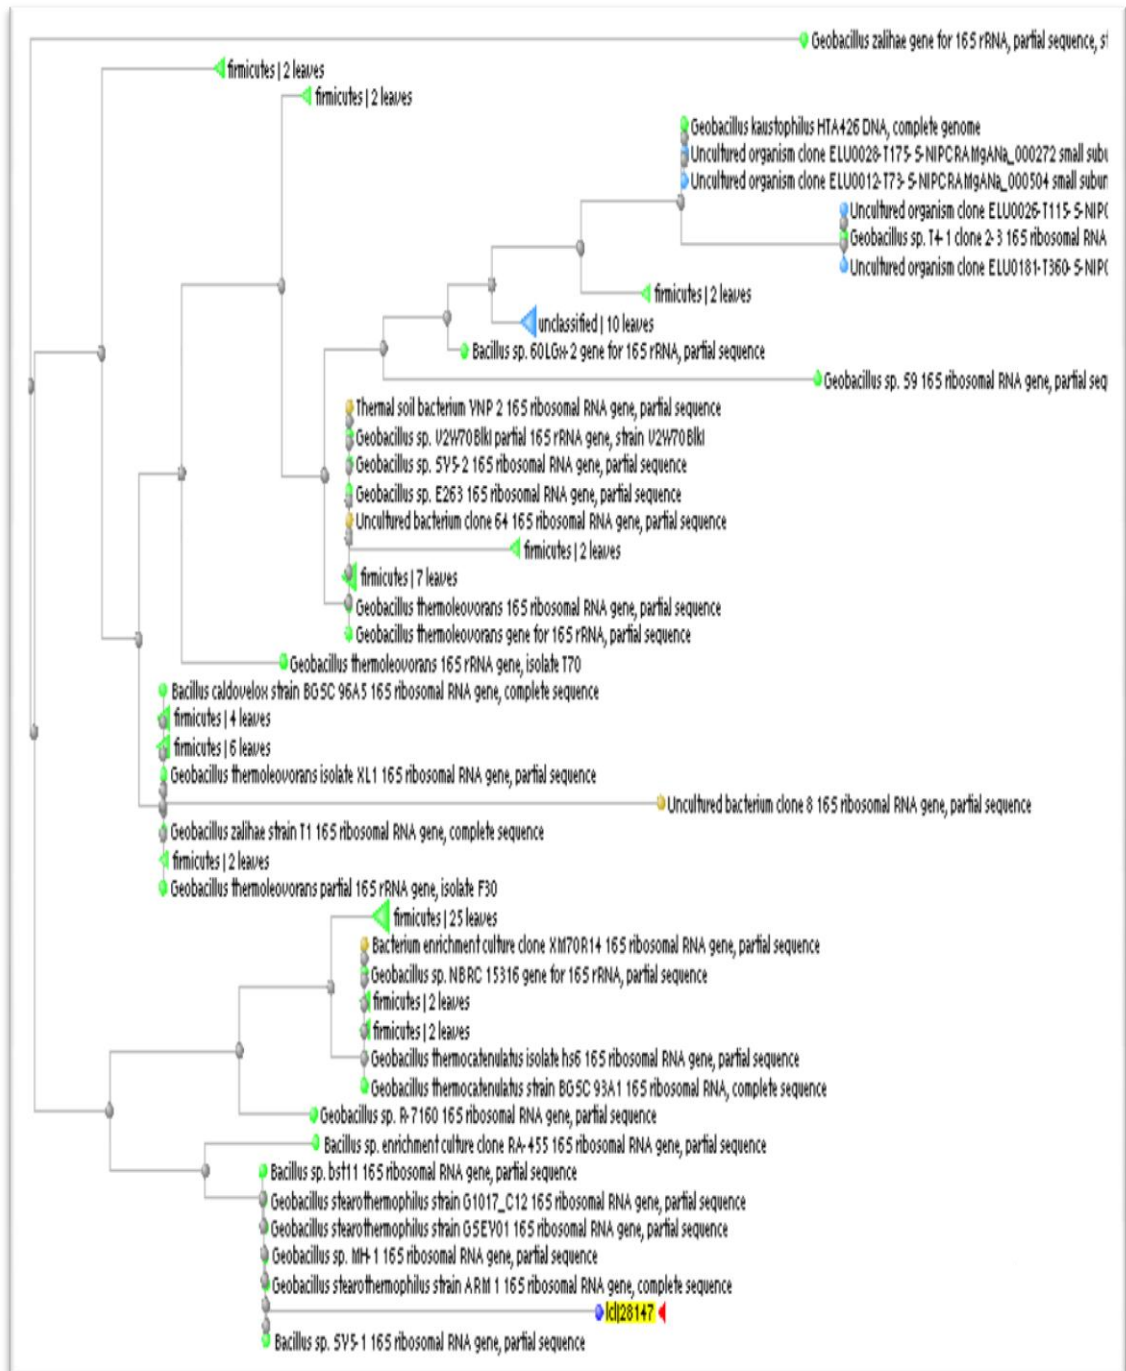 Geobacillus zalihae gene for 16S rRNA, partial sequence, st
firmicutes | 2 leaves
firmicutes | 2 leaves
Geobacillus kaustophilus HTA426 DNA, complete genome
Uncultured organism clone ELU0028-T175-S-NIPCRAMgANa_000272 small subu
Uncultured organism clone ELU0012-T73-S-NIPCRAMgANa_000504 small subun
Uncultured organism clone ELU0026-T115-S-NIPC
Geobacillus sp. T4-1 clone 2-3 16S ribosomal RNA
Uncultured organism clone ELU0181-T360-S-NIPC
firmicutes | 2 leaves
unclassified | 10 leaves
Bacillus sp. 60LGx-2 gene for 16S rRNA, partial sequence
Geobacillus sp. 59 16S ribosomal RNA gene, partial seq
Thermal soil bacterium YNP 2 16S ribosomal RNA gene, partial sequence
Geobacillus sp. V2W70BlkI partial 16S rRNA gene, strain V2W70BlkI
Geobacillus sp. SYS-2 16S ribosomal RNA gene, partial sequence
Geobacillus sp. E263 16S ribosomal RNA gene, partial sequence
Uncultured bacterium clone 64 16S ribosomal RNA gene, partial sequence
firmicutes | 2 leaves
firmicutes | 7 leaves
Geobacillus thermoleovorans 16S ribosomal RNA gene, partial sequence
Geobacillus thermoleovorans gene for 16S rRNA, partial sequence
Geobacillus thermoleovorans 16S rRNA gene, isolate T70
Bacillus caldovelox strain BGSC 96A5 16S ribosomal RNA gene, complete sequence
firmicutes | 4 leaves
firmicutes | 6 leaves
Geobacillus thermoleovorans isolate XL1 16S ribosomal RNA gene, partial sequence
Uncultured bacterium clone 8 16S ribosomal RNA gene, partial sequence
Geobacillus zalihae strain T1 16S ribosomal RNA gene, complete sequence
firmicutes | 2 leaves
Geobacillus thermoleovorans partial 16S rRNA gene, isolate F30
firmicutes | 25 leaves
Bacterium enrichment culture clone XM70R14 16S ribosomal RNA gene, partial sequence
Geobacillus sp. NBRC 15316 gene for 16S rRNA, partial sequence
firmicutes | 2 leaves
firmicutes | 2 leaves
Geobacillus thermocatenulatus isolate hs6 16S ribosomal RNA gene, partial sequence
Geobacillus thermocatenulatus strain BGSC 93A1 16S ribosomal RNA, complete sequence
Geobacillus sp. R-7160 16S ribosomal RNA gene, partial sequence
Bacillus sp. enrichment culture clone RA-455 16S ribosomal RNA gene, partial sequence
Bacillus sp. bsf11 16S ribosomal RNA gene, partial sequence
Geobacillus stearothermophilus strain G1017_C12 16S ribosomal RNA gene, partial sequence
Geobacillus stearothermophilus strain GSEY01 16S ribosomal RNA gene, partial sequence
Geobacillus sp. MH-1 16S ribosomal RNA gene, partial sequence
Geobacillus stearothermophilus strain ARM 1 16S ribosomal RNA gene, complete sequence
lcl|28147
Bacillus sp. SYS-1 16S ribosomal RNA gene, partial sequence